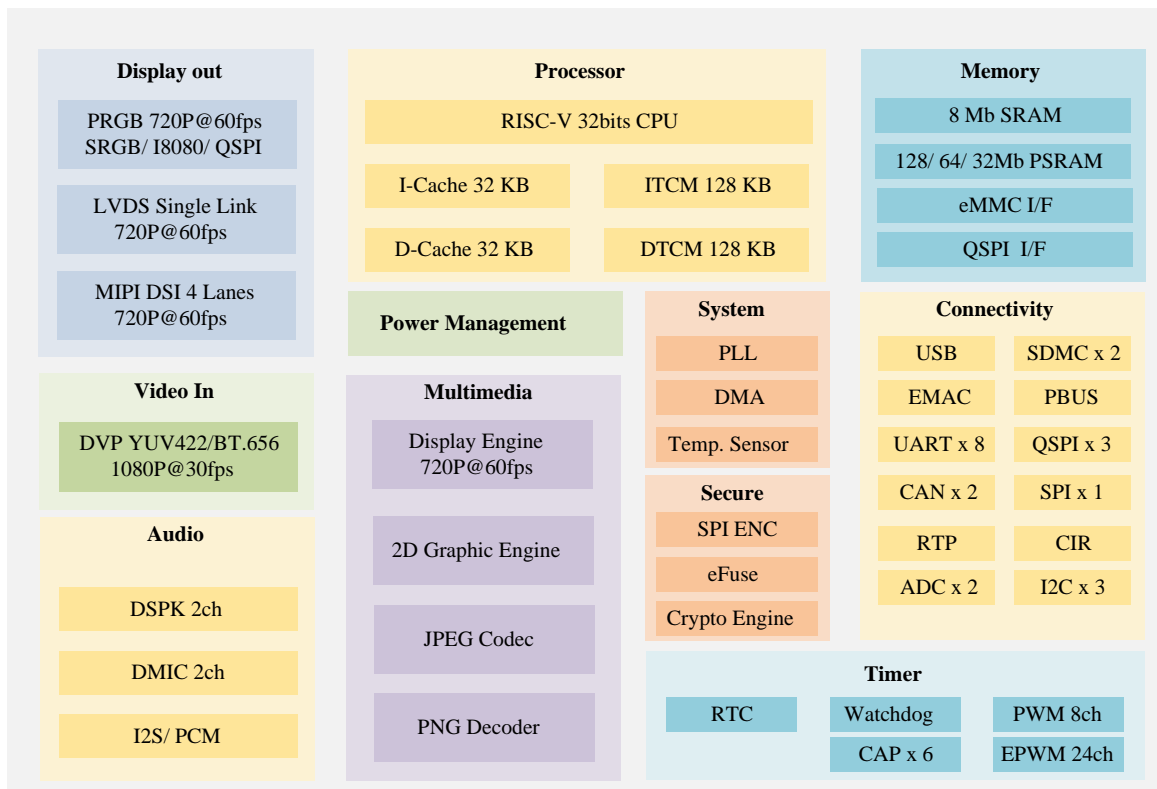 Display out
PRGB 720P@60fps
SRGB/ I8080/ QSPI
LVDS Single Link
720P@60fps
MIPI DSI 4 Lanes
720P@60fps
Video In
DVP YUV422/BT.656
1080P@30fps
Audio
DSPK 2ch
DMIC 2ch
I2S/ PCM
Processor
RISC-V 32bits CPU
I-Cache 32 KB
ITCM 128 KB
D-Cache 32 KB
DTCM 128 KB
Power Management
Multimedia
Display Engine
720P@60fps
2D Graphic Engine
JPEG Codec
PNG Decoder
System
PLL
DMA
Temp. Sensor
Secure
SPI ENC
eFuse
Crypto Engine
Memory
8 Mb SRAM
128/ 64/ 32Mb PSRAM
eMMC I/F
QSPI I/F
Connectivity
USB
SDMC x 2
EMAC
PBUS
UART x 8
QSPI x 3
CAN x 2
SPI x 1
RTP
CIR
ADC x 2
I2C x 3
Timer
RTC
Watchdog
PWM 8ch
CAP x 6
EPWM 24ch